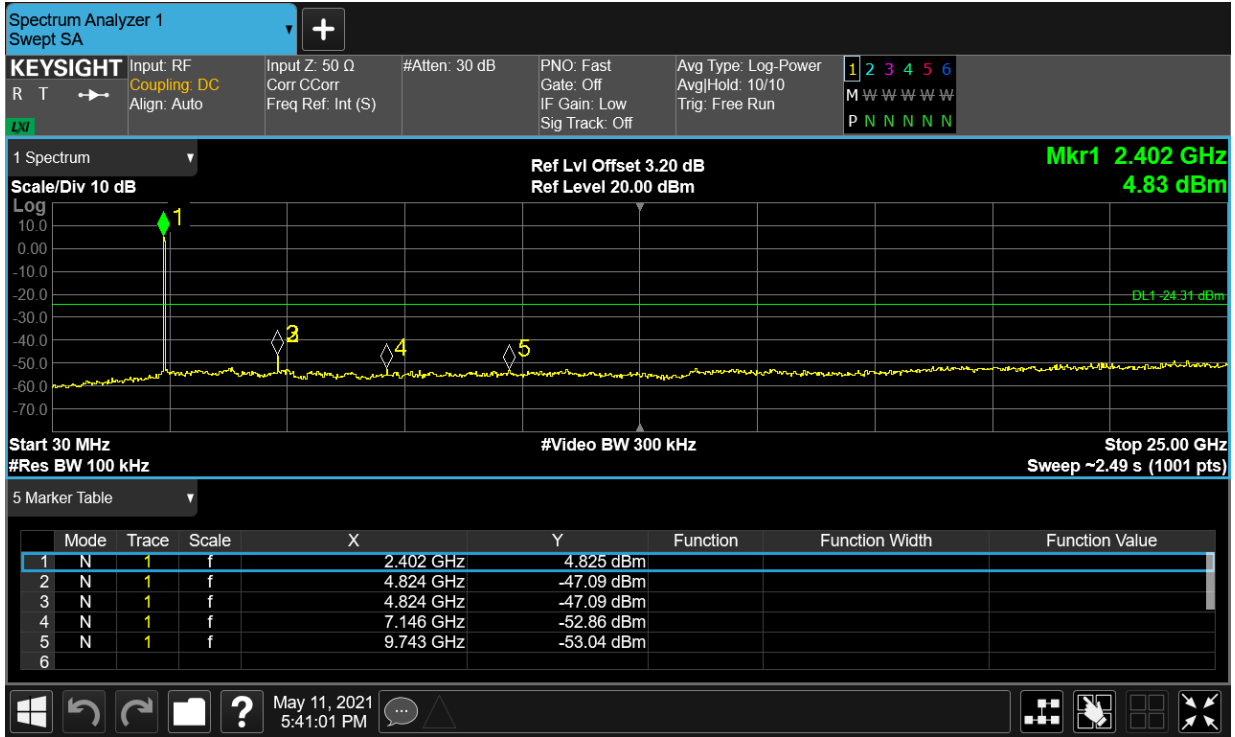 Spectrum Analyzer 1
Swept SA
KEYSIGHT
R T
LXI
Input: RF
Coupling: DC
Align: Auto
Input Z: 50 Ω
Corr CCorr
Freq Ref: Int (S)
#Atten: 30 dB
PNO: Fast
Gate: Off
IF Gain: Low
Sig Track: Off
Avg Type: Log-Power
Avg|Hold: 10/10
Trig: Free Run
1 2 3 4 5 6
M W W W W W
P N N N N N N
1 Spectrum
Scale/Div 10 dB
Ref Lvl Offset 3.20 dB
Ref Level 20.00 dBm
Mkr1 2.402 GHz
4.83 dBm
Log
10.0
0.00
-10.0
-20.0
-30.0
-40.0
-50.0
-60.0
-70.0
1
DL1 -24.31 dBm
3
4
5
Start 30 MHz
#Res BW 100 kHz
#Video BW 300 kHz
Stop 25.00 GHz
Sweep ~2.49 s (1001 pts)
5 Marker Table
Mode Trace Scale X Y Function Function Width Function Value
1 N 1 f 2.402 GHz 4.825 dBm
2 N 1 f 4.824 GHz -47.09 dBm
3 N 1 f 4.824 GHz -47.09 dBm
4 N 1 f 7.146 GHz -52.86 dBm
5 N 1 f 9.743 GHz -53.04 dBm
6
?
May 11, 2021
5:41:01 PM